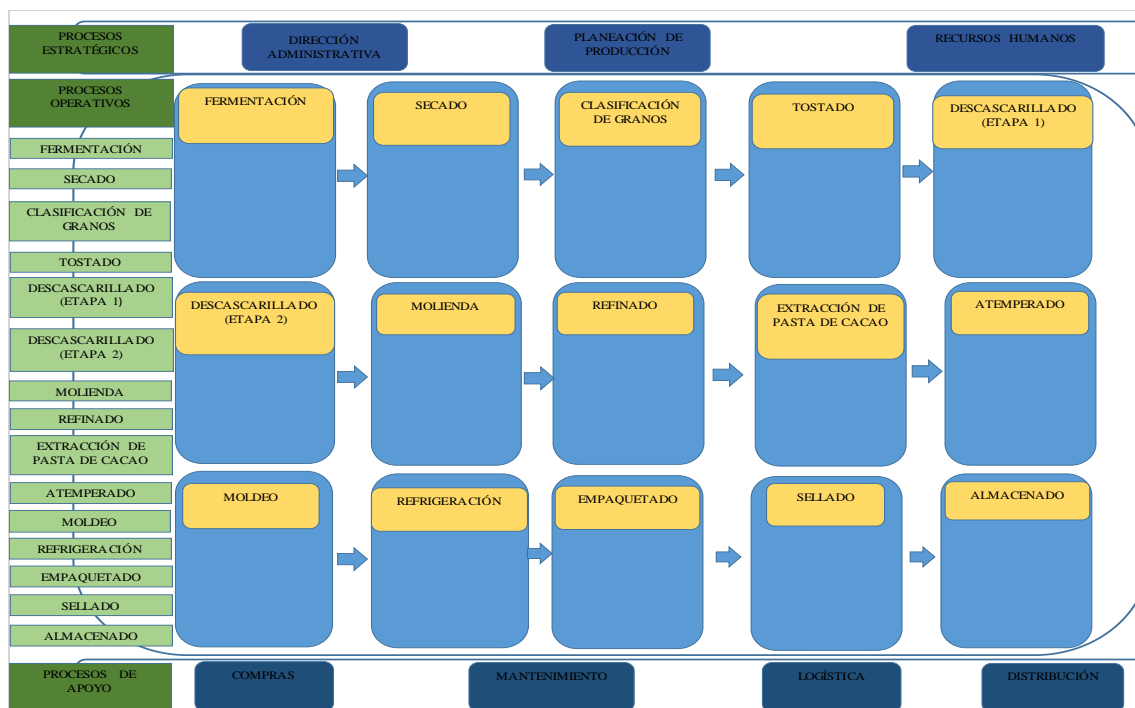 PROCESOS
ESTRATÉGICOS
DIRECCIÓN
ADMINISTRATIVA
PLANEACIÓN DE
PRODUCCIÓN
RECURSOS HUMANOS
PROCESOS
OPERATIVOS
FERMENTACIÓN
SECADO
CLASIFICACIÓN DE
GRANOS
TOSTADO
DESCASCARILLADO
(ETAPA 1)
DESCASCARILLADO
(ETAPA 2)
MOLIENDA
REFINADO
EXTRACCIÓN DE
PASTA DE CACAO
ATEMPERADO
MOLDEO
REFRIGERACIÓN
EMPAQUETADO
SELLADO
ALMACENADO
FERMENTACIÓN
SECADO
CLASIFICACIÓN
DE GRANOS
TOSTADO
DESCASCARILLADO
(ETAPA 1)
DESCASCARILLADO
(ETAPA 2)
MOLIENDA
REFINADO
EXTRACCIÓN DE
PASTA DE CACAO
ATEMPERADO
MOLDEO
REFRIGERACIÓN
EMPAQUETADO
SELLADO
ALMACENADO
PROCESOS DE
APOYO
COMPRAS
MANTENIMIENTO
LOGÍSTICA
DISTRIBUCIÓN